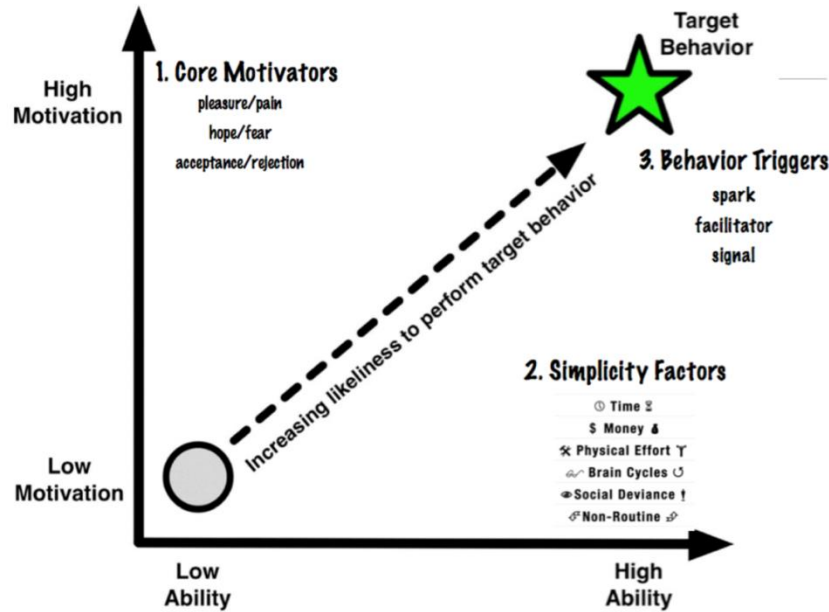 Target
Behavior
High
Motivation
1. Core Motivators
pleasure/pain
hope/fear
acceptance/rejection
3. Behavior Triggers
spark
facilitator
signal
Increasing likeliness to perform target behavior
2. Simplicity Factors
Time
$ Money
Physical Effort
Brain Cycles
Social Deviance
Non-Routine
Low
Motivation
Low
Ability
High
Ability